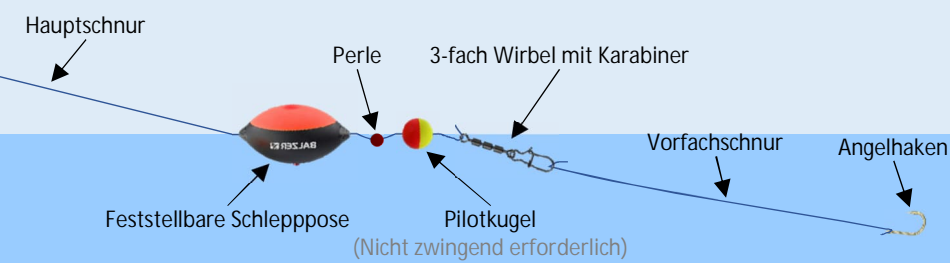 Hauptschnur
Perle
3-fach Wirbel mit Karabiner
BALZER
Vorfachschnur
Angelhaken
Feststellbare Schlepppose
Pilotkugel
(Nicht zwingend erforderlich)